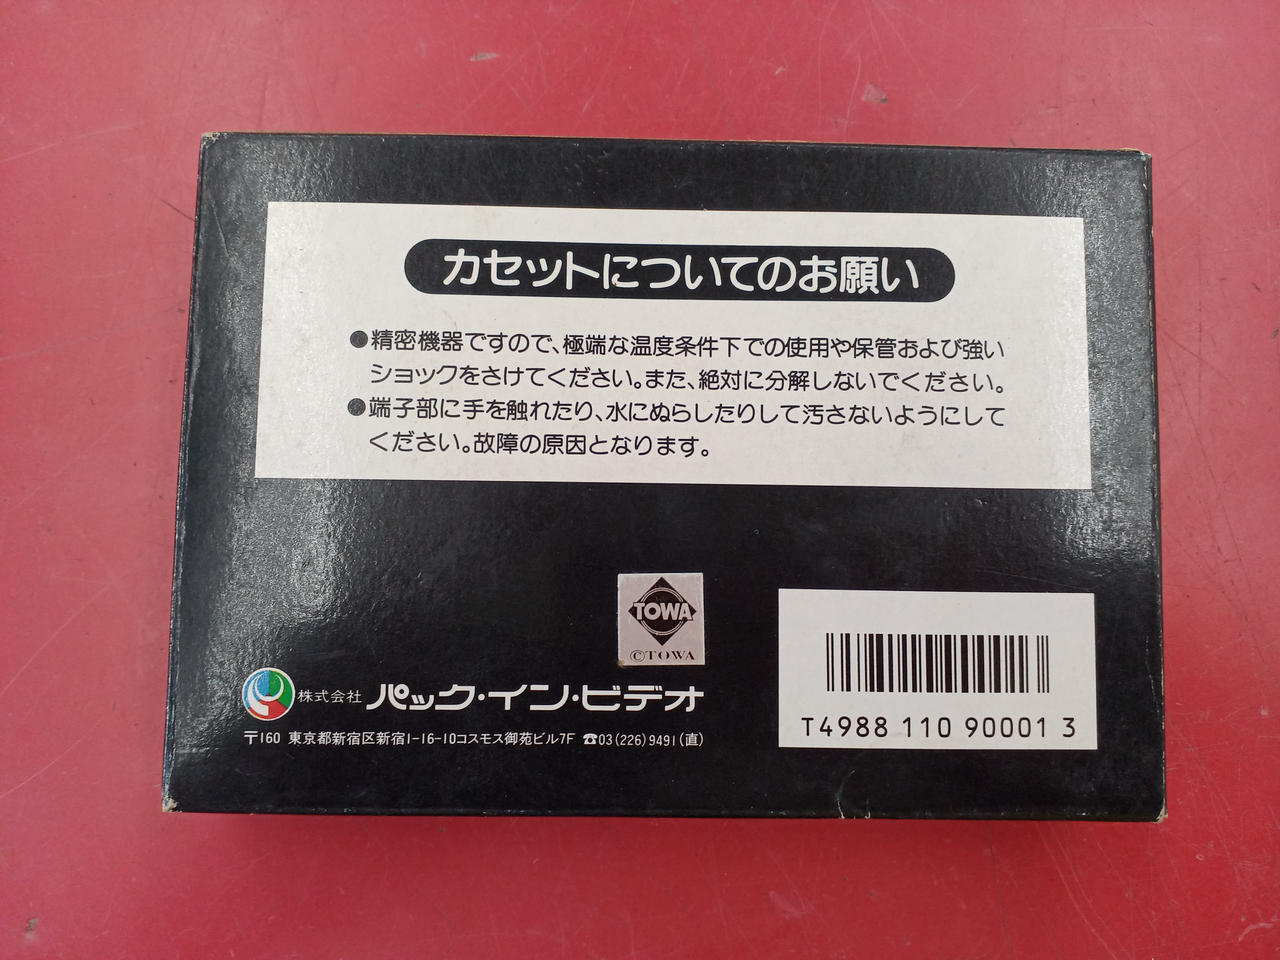 カセットについてのお願い
●精密機器ですので、極端な温度条件下での使用や保管および強い
ショックをさけてください。また、絶対に分解しないでください。
●端子部に手を触れたり、水にぬらしたりして汚さないようにして
ください。故障の原因となります。
TOWA
©TOWA
株式会社 パック・イン・ビデオ
〒160 東京都新宿区新宿1-16-10コスモス御苑ビル7F ☎03(226)9491(直)
T4988 110 90001 3